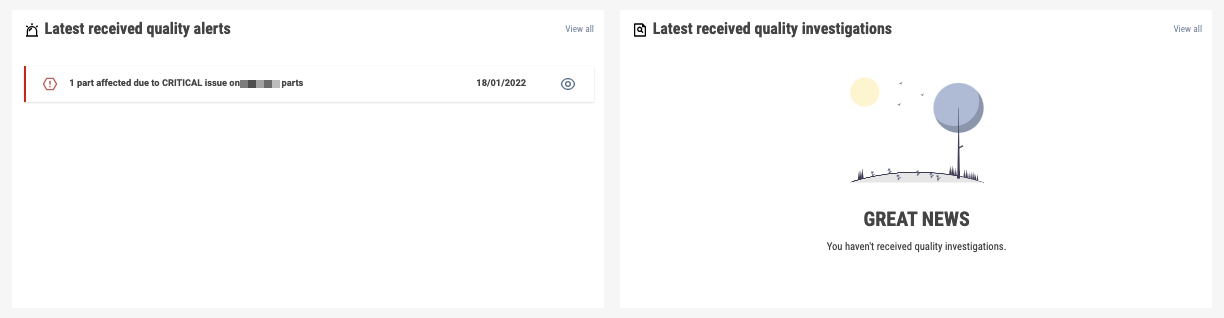 Latest received quality alerts
View all
1 part affected due to CRITICAL issue on parts
18/01/2022
Latest received quality investigations
View all
GREAT NEWS
You haven't received quality investigations.